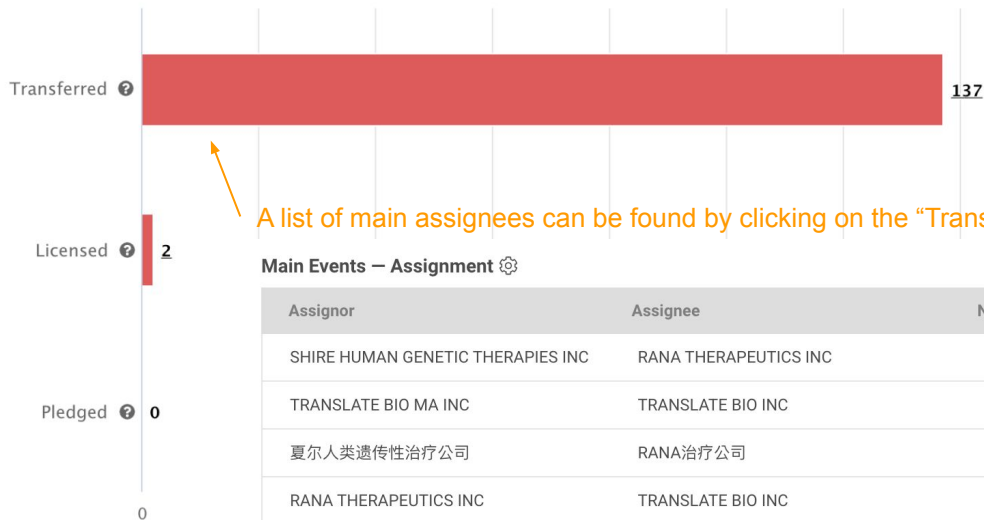 Transferred ? 137
A list of main assignees can be found by clicking on the “Trans
Licensed ? 2
Main Events — Assignment
Assignor Assignee N
SHIRE HUMAN GENETIC THERAPIES INC RANA THERAPEUTICS INC
TRANSLATE BIO MA INC TRANSLATE BIO INC
Pledged ? 0
夏尔人类遗传性治疗公司 RANA治疗公司
RANA THERAPEUTICS INC TRANSLATE BIO INC
0